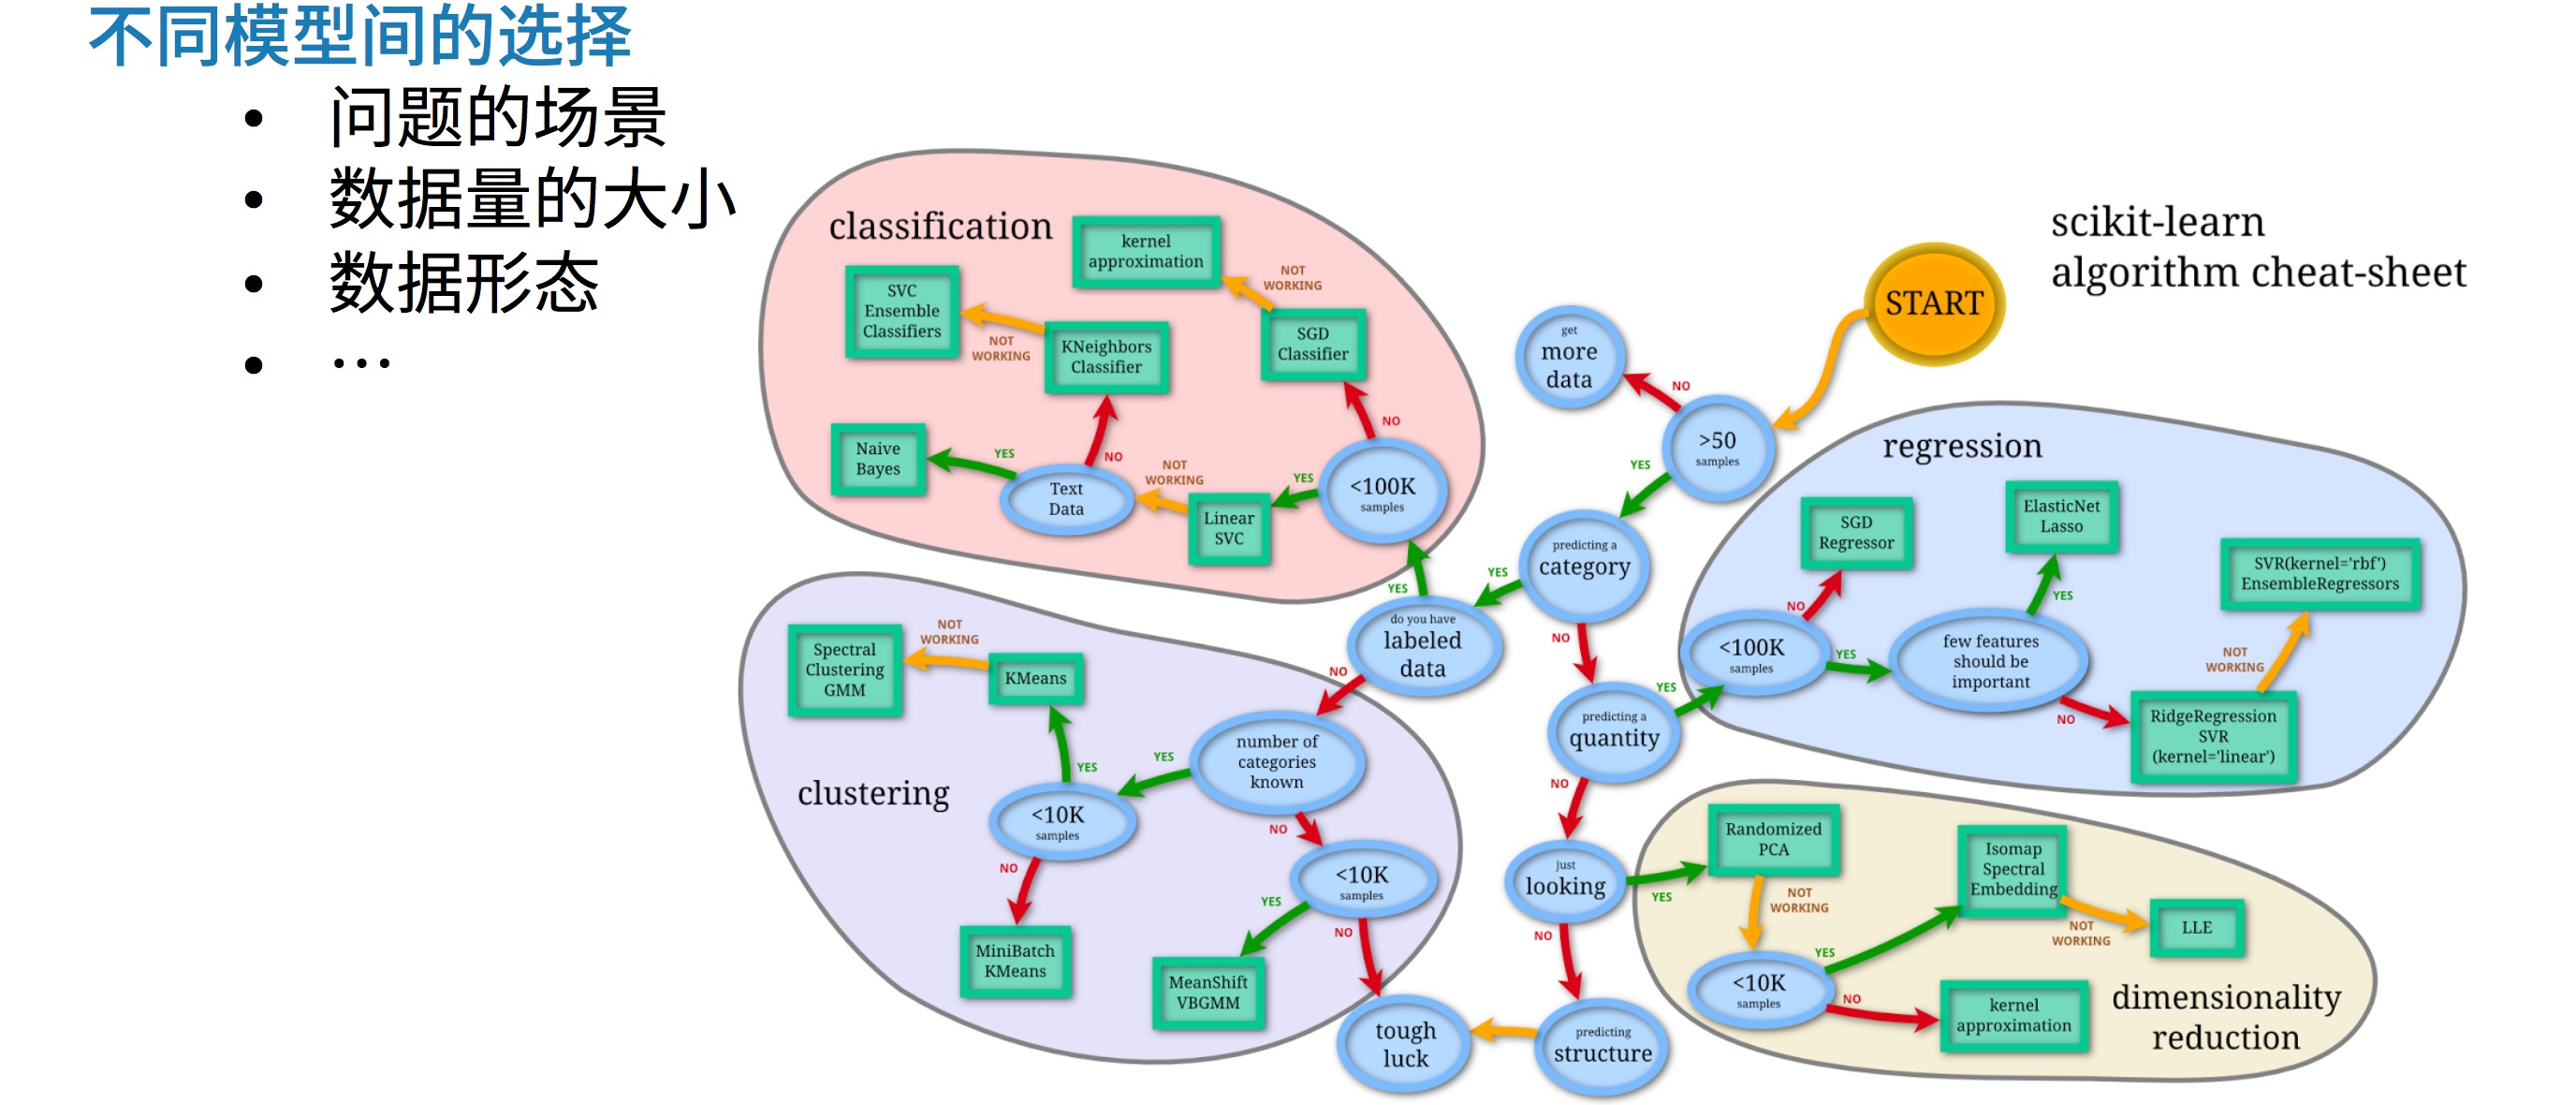 不同模型间的选择
• 问题的场景
• 数据量的大小
• 数据形态
• …
scikit-learn
algorithm cheat-sheet
START
get
more
data
NO
>50
samples
YES
predicting a
category
YES
NO
do you have
labeled
data
YES
NO
predicting a
quantity
YES
NO
just
looking
YES
NO
predicting
structure
tough
luck
classification
kernel
approximation
NOT
WORKING
SGD
Classifier
NO
<100K
samples
YES
Linear
SVC
NOT
WORKING
Text
Data
YES
Naive
Bayes
NO
KNeighbors
Classifier
NOT
WORKING
SVC
Ensemble
Classifiers
regression
<100K
samples
NO
SGD
Regressor
YES
few features
should be
important
YES
ElasticNet
Lasso
NO
RidgeRegression
SVR
(kernel='linear')
NOT
WORKING
SVR(kernel='rbf')
EnsembleRegressors
clustering
number of
categories
known
YES
<10K
samples
YES
KMeans
NOT
WORKING
Spectral
Clustering
GMM
NO
MiniBatch
KMeans
NO
<10K
samples
YES
MeanShift
VBGMM
NO
dimensionality
reduction
Randomized
PCA
NOT
WORKING
<10K
samples
YES
Isomap
Spectral
Embedding
NOT
WORKING
LLE
NO
kernel
approximation